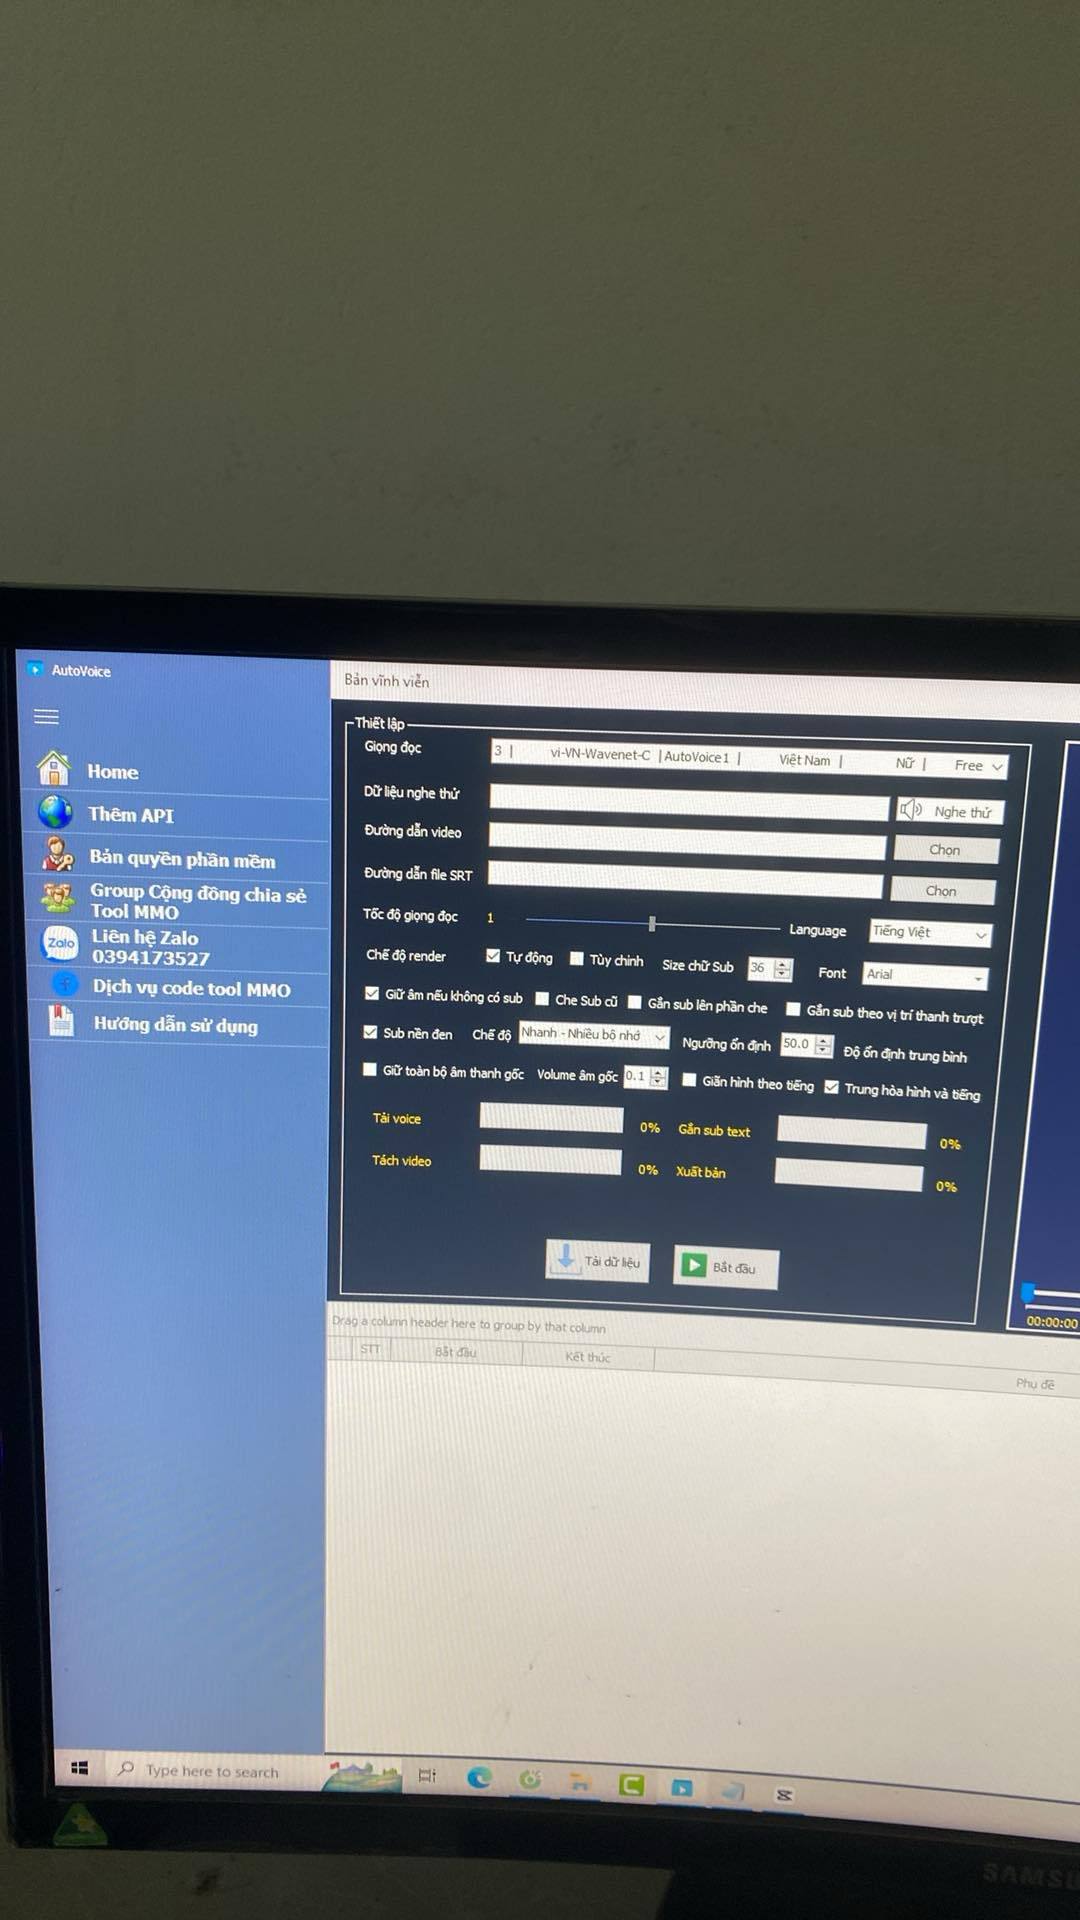 AutoVoice
Bản vĩnh viễn
Home
Thêm API
Bản quyền phần mềm
Group Cộng đồng chia sẻ
Tool MMO
Zalo
Liên hệ Zalo
0394173527
Dịch vụ code tool MMO
Hướng dẫn sử dụng
Thiết lập
Giọng đọc 3 | vi-VN-Wavenet-C |AutoVoice1 | Việt Nam | Nữ | Free
Dữ liệu nghe thử Nghe thử
Đường dẫn video Chọn
Đường dẫn file SRT Chọn
Tốc độ giọng đọc 1 Language Tiếng Việt
Chế độ render Tự động Tùy chỉnh Size chữ Sub 36 Font Arial
Giữ âm nếu không có sub Che Sub cũ Gắn sub lên phần che Gắn sub theo vị trí thanh trượt
Sub nền đen Chế độ Nhanh - Nhiều bộ nhớ Ngưỡng ổn định 50.0 Độ ổn định trung bình
Giữ toàn bộ âm thanh gốc Volume âm gốc 0.1 Giãn hình theo tiếng Trung hòa hình và tiếng
Tải voice 0% Gắn sub text 0%
Tách video 0% Xuất bản 0%
Tải dữ liệu Bắt đầu
00:00:00
Drag a column header here to group by that column
STT Bắt đầu Kết thúc Phụ đề
Type here to search
SAMSU